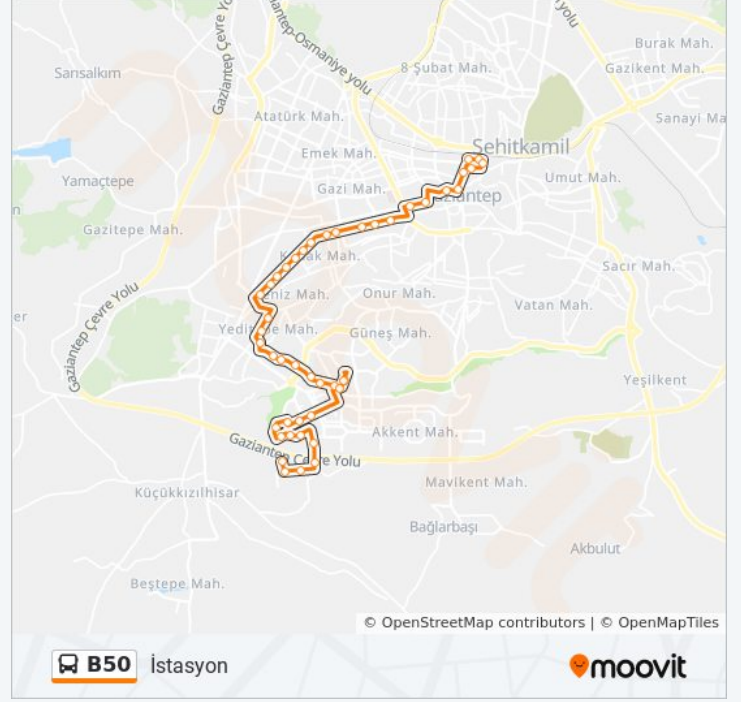 Gaziantep Çevre Yo
Gaziantep-Osmaniye yolu
yolu
Burak Mah.
8 Şubat Mah.
Gazikent Mah.
Sarısalkım
Atatürk Mah.
Sanayi Ma
Emek Mah.
Şehitkamil
Yamaçtepe
Gazi Mah.
Umut Mah.
Gaziantep Çevre Yolu
Gazitepe Mah.
Sacır Mah.
Onur Mah.
Vatan Mah.
Güneş Mah.
Yeşilkent
Akkent Mah.
Gaziantep Çevre Yolu
Mavikent Mah.
Küçükkızılhisar
Bağlarbaşı
Akbulut
Beştepe Mah.
© OpenStreetMap contributors | © OpenMapTiles
B50 İstasyon
moovit